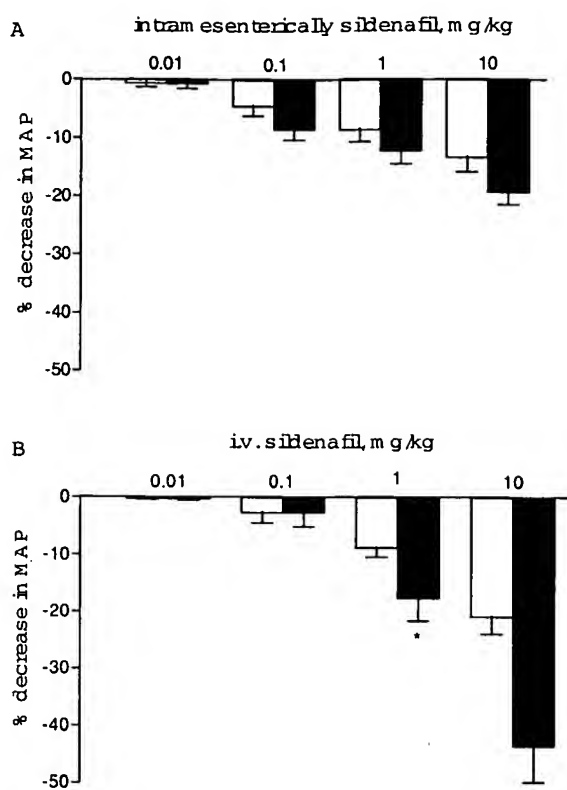 A
intramesenterically sildenafil, mg/kg
0.01 0.1 1 10
0
-10
-20
-30
-40
-50
% decrease in MAP
B
i.v. sildenafil, mg/kg
0.01 0.1 1 10
0
-10
-20
-30
-40
-50
% decrease in MAP
*